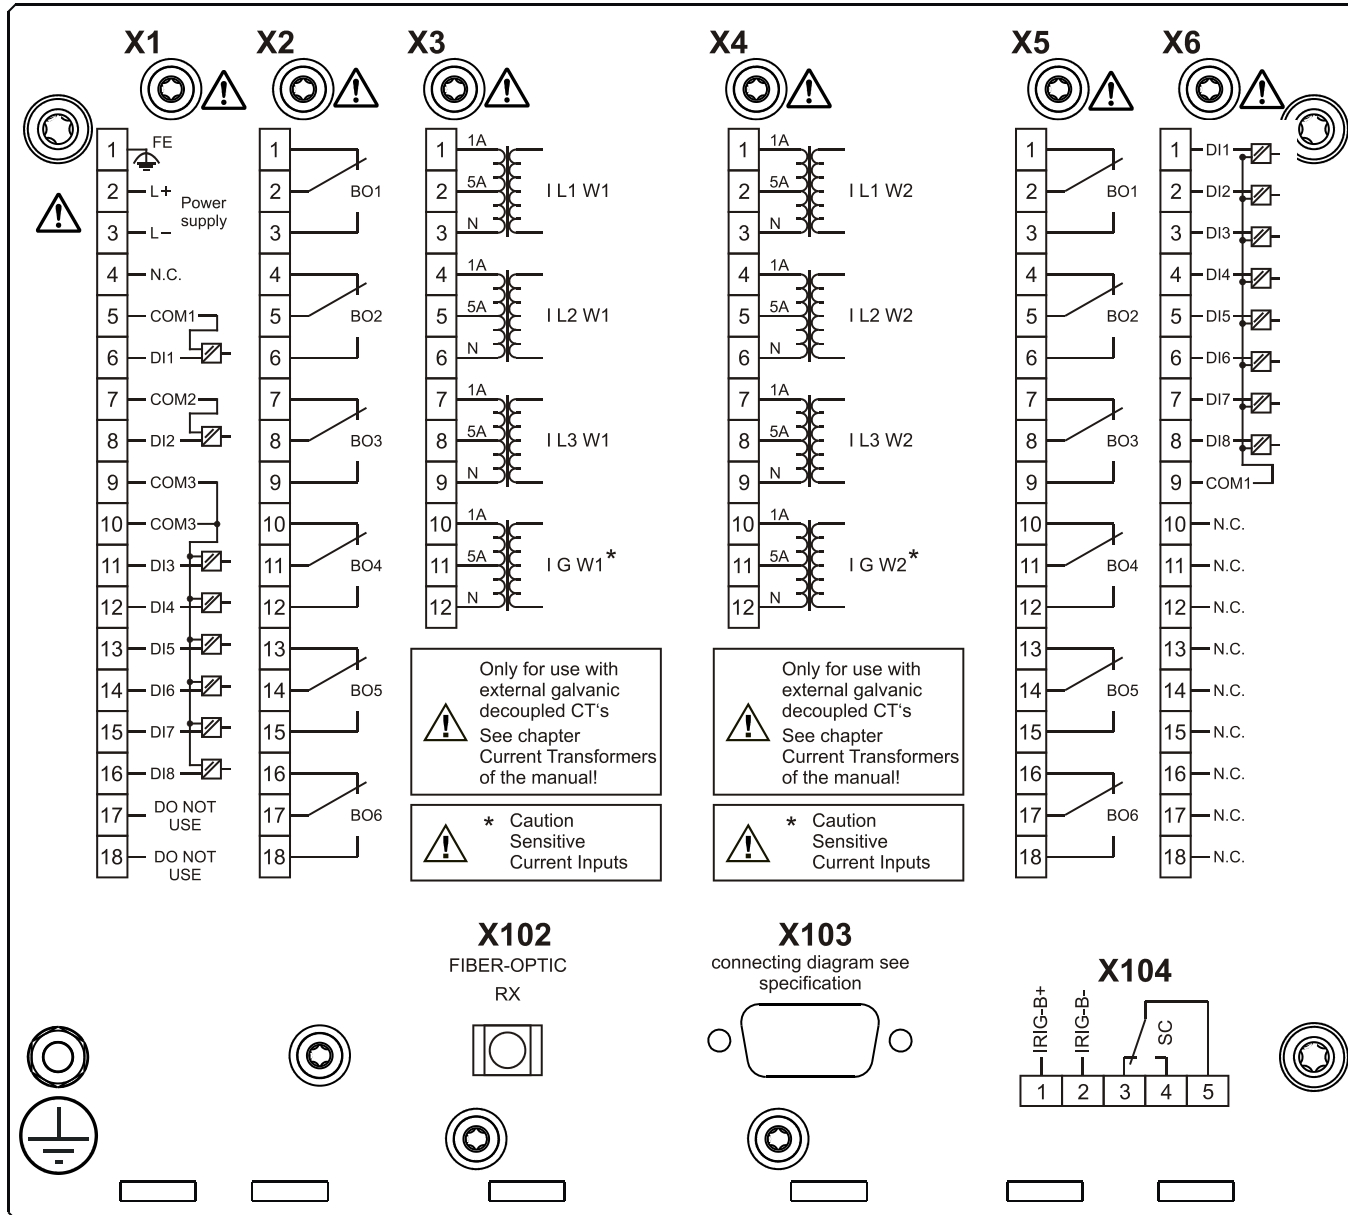 X1
X2
X3
X4
X5
X6
1 FE
2 L+
3 L−
Power
supply
4 N.C.
5 COM1
6 DI1
7 COM2
8 DI2
9 COM3
10 COM3
11 DI3
12 DI4
13 DI5
14 DI6
15 DI7
16 DI8
17 DO NOT
USE
18 DO NOT
USE
1
2 BO1
3
4
5 BO2
6
7
8 BO3
9
10
11 BO4
12
13
14 BO5
15
16
17 BO6
18
1 1A
2 5A I L1 W1
3 N
4 1A
5 5A I L2 W1
6 N
7 1A
8 5A I L3 W1
9 N
10 1A
11 5A I G W1*
12 N
Only for use with
external galvanic
decoupled CT‘s
See chapter
Current Transformers
of the manual!
* Caution
Sensitive
Current Inputs
1 1A
2 5A I L1 W2
3 N
4 1A
5 5A I L2 W2
6 N
7 1A
8 5A I L3 W2
9 N
10 1A
11 5A I G W2*
12 N
Only for use with
external galvanic
decoupled CT‘s
See chapter
Current Transformers
of the manual!
* Caution
Sensitive
Current Inputs
1
2 BO1
3
4
5 BO2
6
7
8 BO3
9
10
11 BO4
12
13
14 BO5
15
16
17 BO6
18
1 DI1
2 DI2
3 DI3
4 DI4
5 DI5
6 DI6
7 DI7
8 DI8
9 COM1
10 N.C.
11 N.C.
12 N.C.
13 N.C.
14 N.C.
15 N.C.
16 N.C.
17 N.C.
18 N.C.
X102
FIBER-OPTIC
RX
X103
connecting diagram see
specification
X104
IRIG-B+
IRIG-B-
SC
1 2 3 4 5